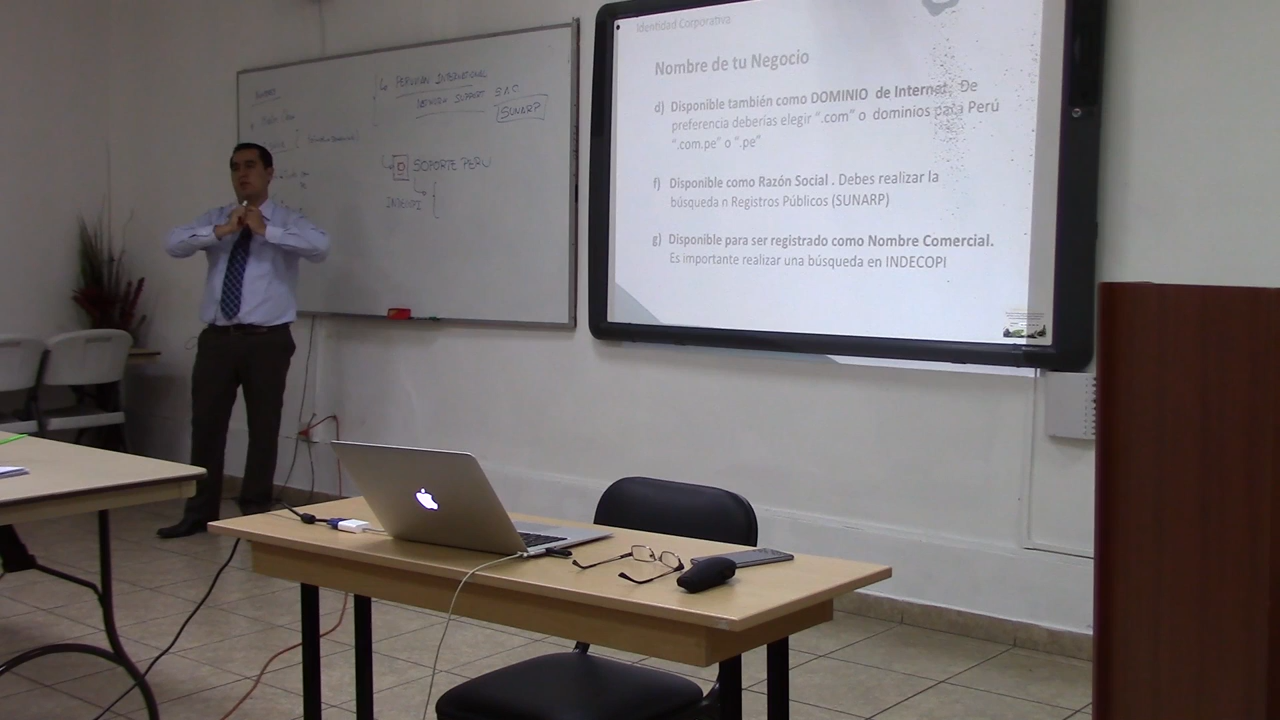 PERUVIAN INTERNATIONAL
NETWORK SUPPORT S.A.C
SUNARP
SOPORTE PERU
INDECOPI
Identidad Corporativa
Nombre de tu Negocio
d) Disponible también como DOMINIO de Internet. De
preferencia deberías elegir “.com” o dominios para Perú
“.com.pe” o “.pe”
f) Disponible como Razón Social . Debes realizar la
búsqueda n Registros Públicos (SUNARP)
g) Disponible para ser registrado como Nombre Comercial.
Es importante realizar una búsqueda en INDECOPI